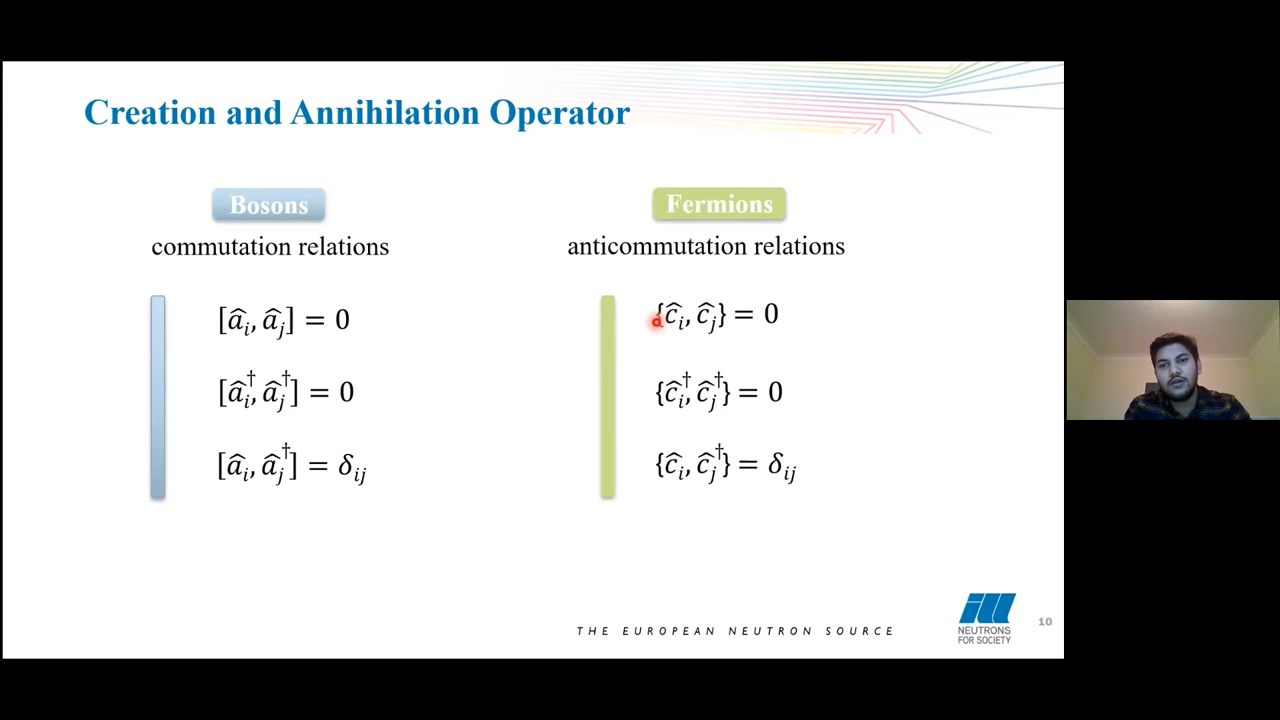 Creation and Annihilation Operator
Bosons
commutation relations
[â_i, â_j] = 0
[â_i^†, â_j^†] = 0
[â_i, â_j^†] = δ_ij
Fermions
anticommutation relations
{ĉ_i, ĉ_j} = 0
{ĉ_i^†, ĉ_j^†} = 0
{ĉ_i, ĉ_j^†} = δ_ij
THE EUROPEAN NEUTRON SOURCE
ill
NEUTRONS
FOR SOCIETY
10